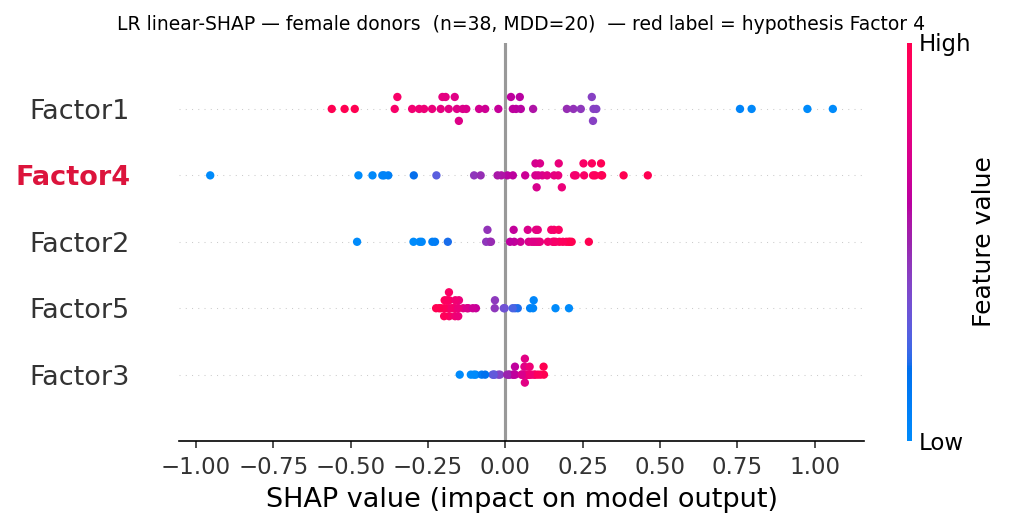 LR linear-SHAP — female donors (n=38, MDD=20) — red label = hypothesis Factor 4
High
Factor1
Factor4
Factor2
Factor5
Factor3
Feature value
Low
−1.00 −0.75 −0.50 −0.25 0.00 0.25 0.50 0.75 1.00
SHAP value (impact on model output)